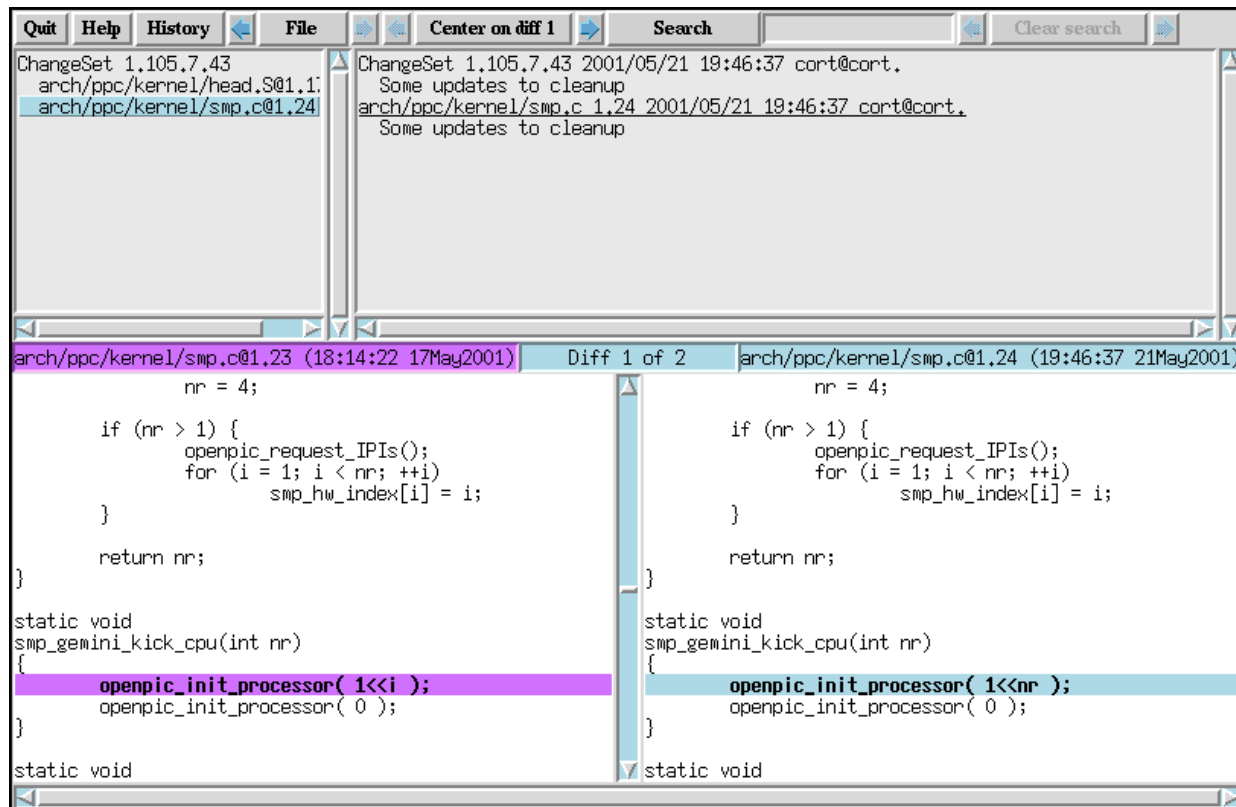 Quit Help History File Center on diff 1 Search Clear search
ChangeSet 1.105.7.43
arch/ppc/kernel/head.S@1.1
arch/ppc/kernel/smp.c@1.24
ChangeSet 1.105.7.43 2001/05/21 19:46:37 cort@cort.
Some updates to cleanup
arch/ppc/kernel/smp.c 1.24 2001/05/21 19:46:37 cort@cort.
Some updates to cleanup
arch/ppc/kernel/smp.c@1.23 (18:14:22 17May2001) Diff 1 of 2 arch/ppc/kernel/smp.c@1.24 (19:46:37 21May2001)
nr = 4;
if (nr > 1) {
openpic_request_IPIs();
for (i = 1; i < nr; ++i)
smp_hw_index[i] = i;
}
return nr;
}
static void
smp_gemini_kick_cpu(int nr)
{
openpic_init_processor( 1<<i );
openpic_init_processor( 0 );
}
static void
nr = 4;
if (nr > 1) {
openpic_request_IPIs();
for (i = 1; i < nr; ++i)
smp_hw_index[i] = i;
}
return nr;
}
static void
smp_gemini_kick_cpu(int nr)
{
openpic_init_processor( 1<<nr );
openpic_init_processor( 0 );
}
static void